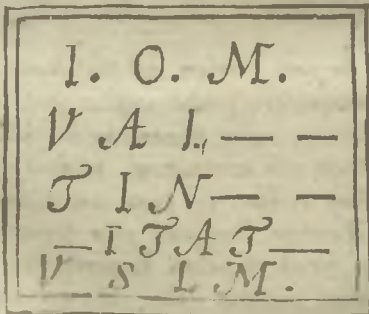 I. O. M.
V A L — —
T I N — —
— I T A T —
V S L M.